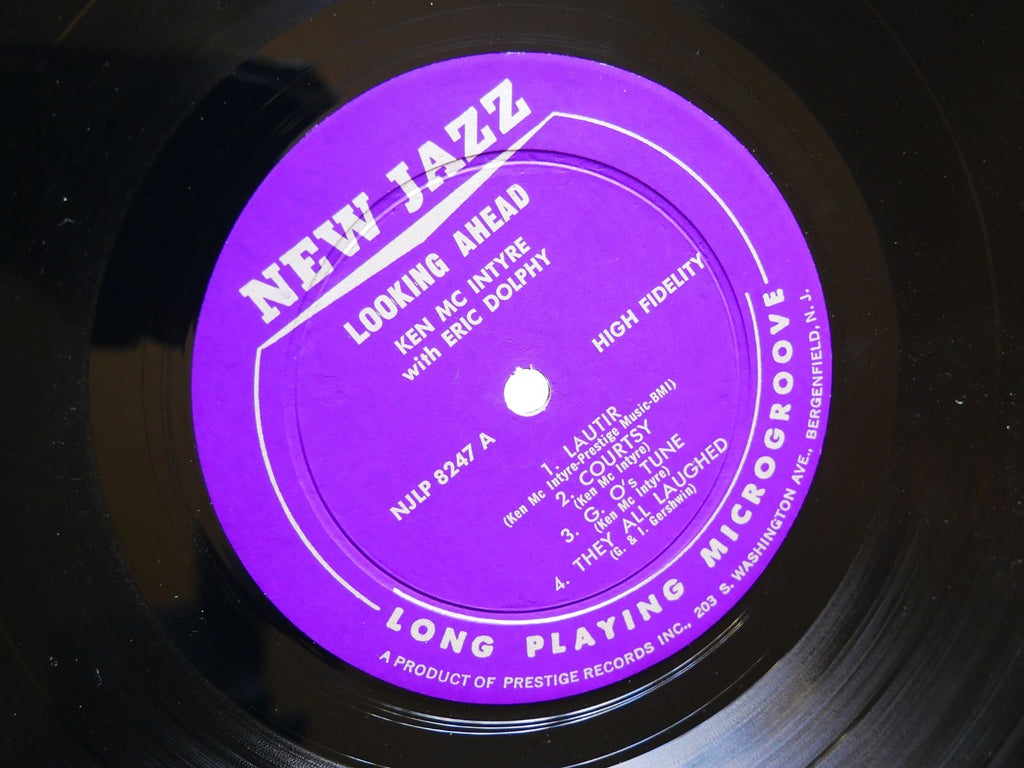 NEW JAZZ
LOOKING AHEAD
KEN MC INTYRE
with ERIC DOLPHY
HIGH FIDELITY
NJLP 8247 A
1. LAUTIR
(Ken Mc Intyre-Prestige Music-BMI)
2. COURTSY
(Ken Mc Intyre)
3. G. O's TUNE
(Ken Mc Intyre)
4. THEY ALL LAUGHED
(G. & I. Gershwin)
LONG PLAYING MICROGROOVE
A PRODUCT OF PRESTIGE RECORDS INC., 203 S. WASHINGTON AVE., BERGENFIELD, N. J.